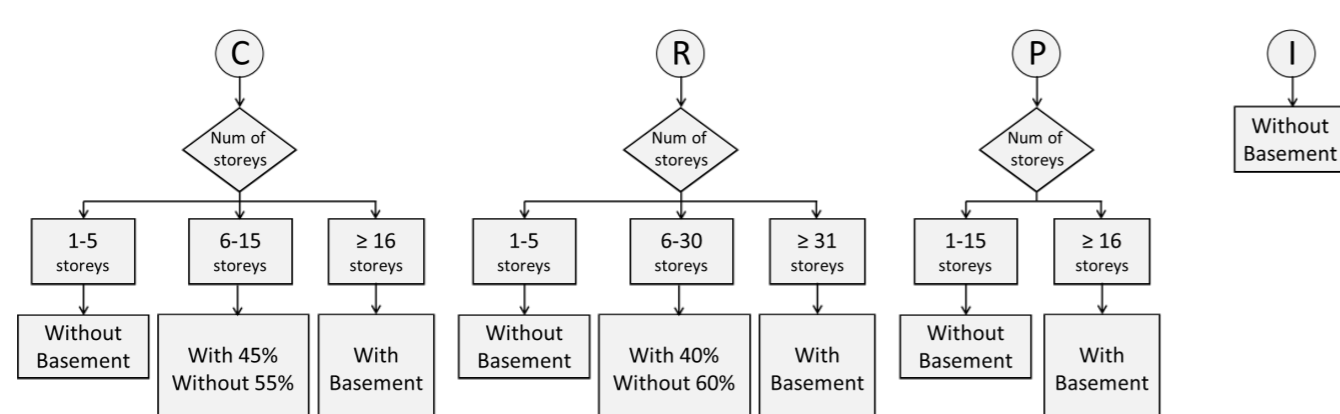 C
Num of
storeys
1-5
storeys
6-15
storeys
≥ 16
storeys
Without
Basement
With 45%
Without 55%
With
Basement
R
Num of
storeys
1-5
storeys
6-30
storeys
≥ 31
storeys
Without
Basement
With 40%
Without 60%
With
Basement
P
Num of
storeys
1-15
storeys
≥ 16
storeys
Without
Basement
With
Basement
I
Without
Basement